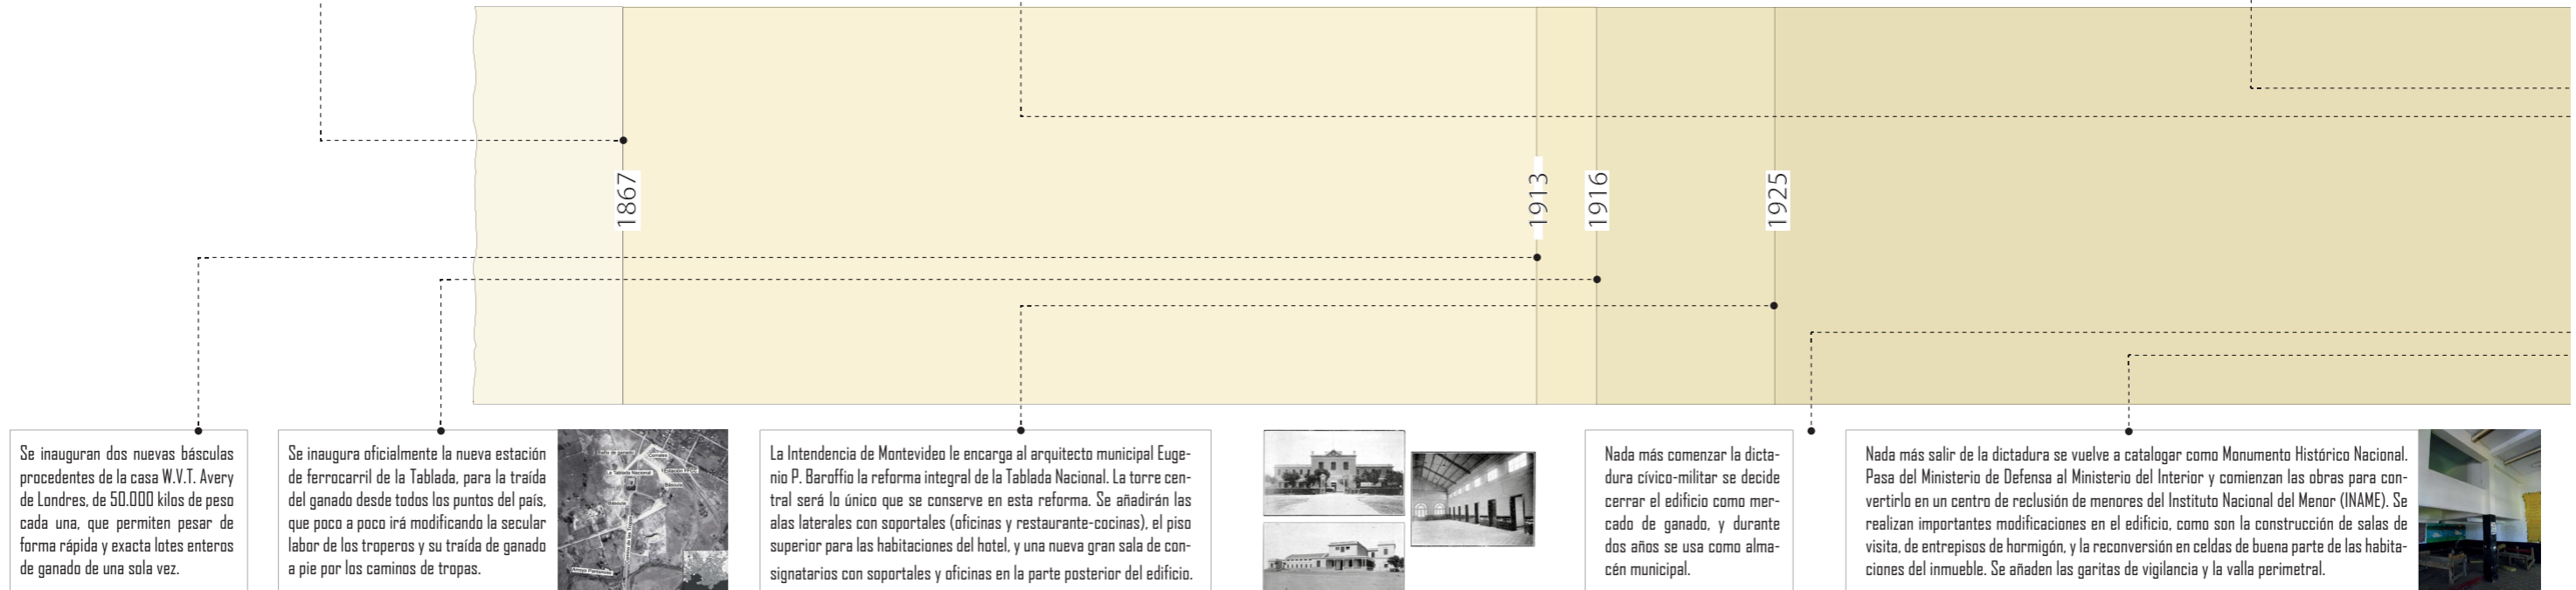 1867
1913
1916
1925
Se inauguran dos nuevas básculas
procedentes de la casa W.V.T. Avery
de Londres, de 50.000 kilos de peso
cada una, que permiten pesar de
forma rápida y exacta lotes enteros
de ganado de una sola vez.
Se inaugura oficialmente la nueva estación
de ferrocarril de la Tablada, para la traída
del ganado desde todos los puntos del país,
que poco a poco irá modificando la secular
labor de los troperos y su traída de ganado
a pie por los caminos de tropas.
Corrales
La Tablada Nacional
La Intendencia de Montevideo le encarga al arquitecto municipal Euge-
nio P. Baroffio la reforma integral de la Tablada Nacional. La torre cen-
tral será lo único que se conserve en esta reforma. Se añadirán las
alas laterales con soportales (oficinas y restaurante-cocinas), el piso
superior para las habitaciones del hotel, y una nueva gran sala de con-
signatarios con soportales y oficinas en la parte posterior del edificio.
Nada más comenzar la dicta-
dura cívico-militar se decide
cerrar el edificio como mer-
cado de ganado, y durante
dos años se usa como alma-
cén municipal.
Nada más salir de la dictadura se vuelve a catalogar como Monumento Histórico Nacional.
Pasa del Ministerio de Defensa al Ministerio del Interior y comienzan las obras para con-
vertirlo en un centro de reclusión de menores del Instituto Nacional del Menor (INAME). Se
realizan importantes modificaciones en el edificio, como son la construcción de salas de
visita, de entrepisos de hormigón, y la reconversión en celdas de buena parte de las habita-
ciones del inmueble. Se añaden las garitas de vigilancia y la valla perimetral.